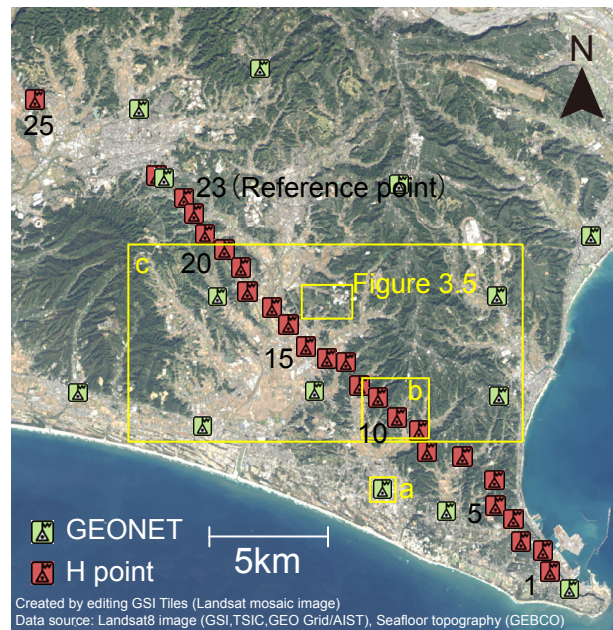 N
25
23(Reference point)
20
c
Figure 3.5
15
b
10
a
5
GEONET
H point
5km
1
Created by editing GSI Tiles (Landsat mosaic image)
Data source: Landsat8 image (GSI,TSIC,GEO Grid/AIST), Seafloor topography (GEBCO)